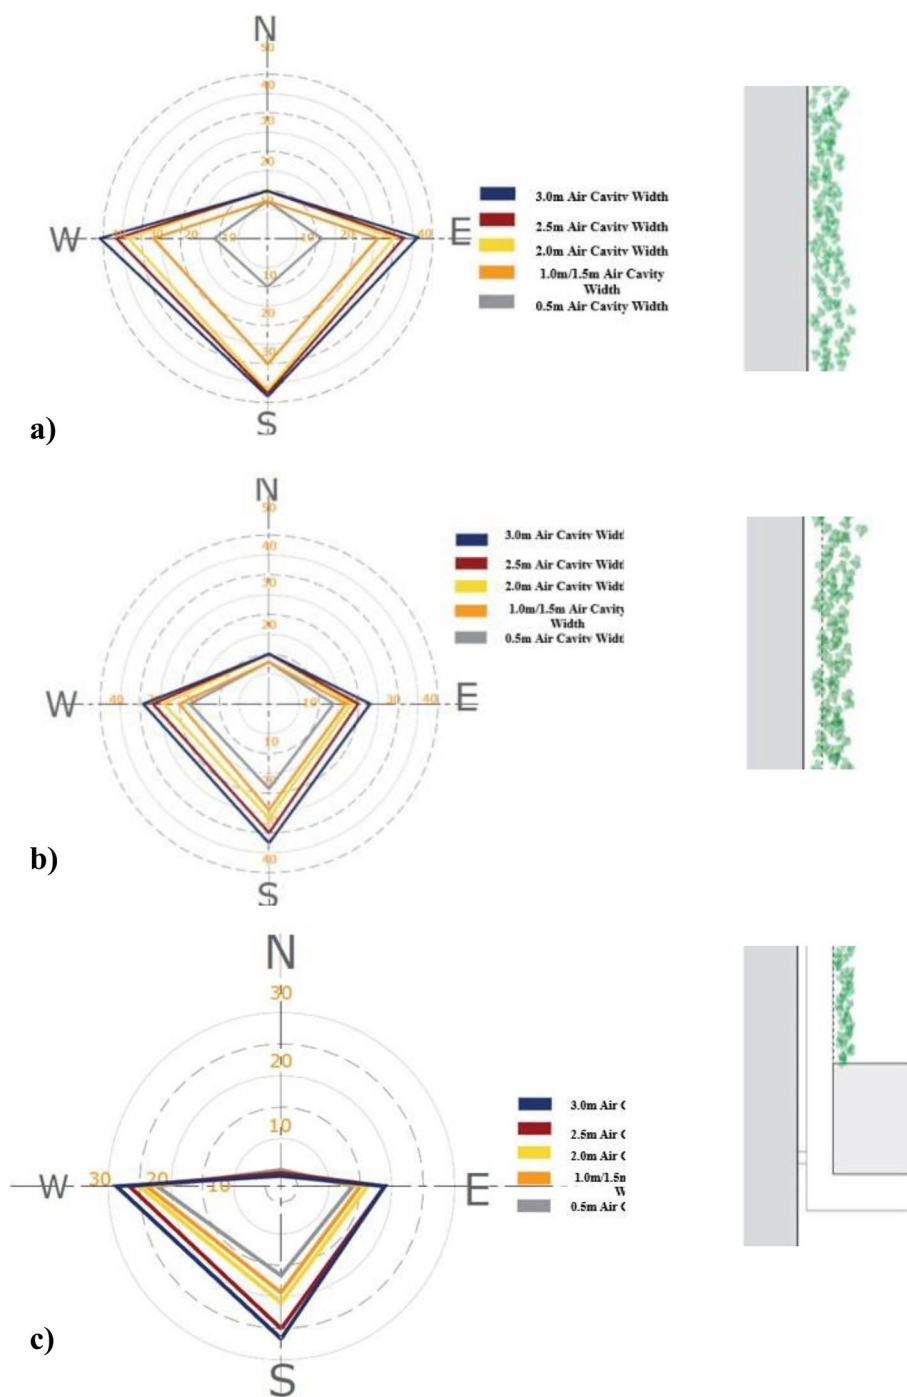 N
50
40
30
20
10
W
40
30
20
10
10
20
40
E
10
20
30
S
3.0m Air Cavity Width
2.5m Air Cavity Width
2.0m Air Cavity Width
1.0m/1.5m Air Cavity
Width
0.5m Air Cavity Width
a)
N
50
40
30
20
W
40
10
30
40
E
10
40
S
3.0m Air Cavity Widt
2.5m Air Cavity Widt
2.0m Air Cavity Widt
1.0m/1.5m Air Cavity
Width
0.5m Air Cavity Widt
b)
N
30
20
10
W
30
20
10
E
S
3.0m Air C
2.5m Air C
2.0m Air C
1.0m/1.5m
W
0.5m Air C
c)